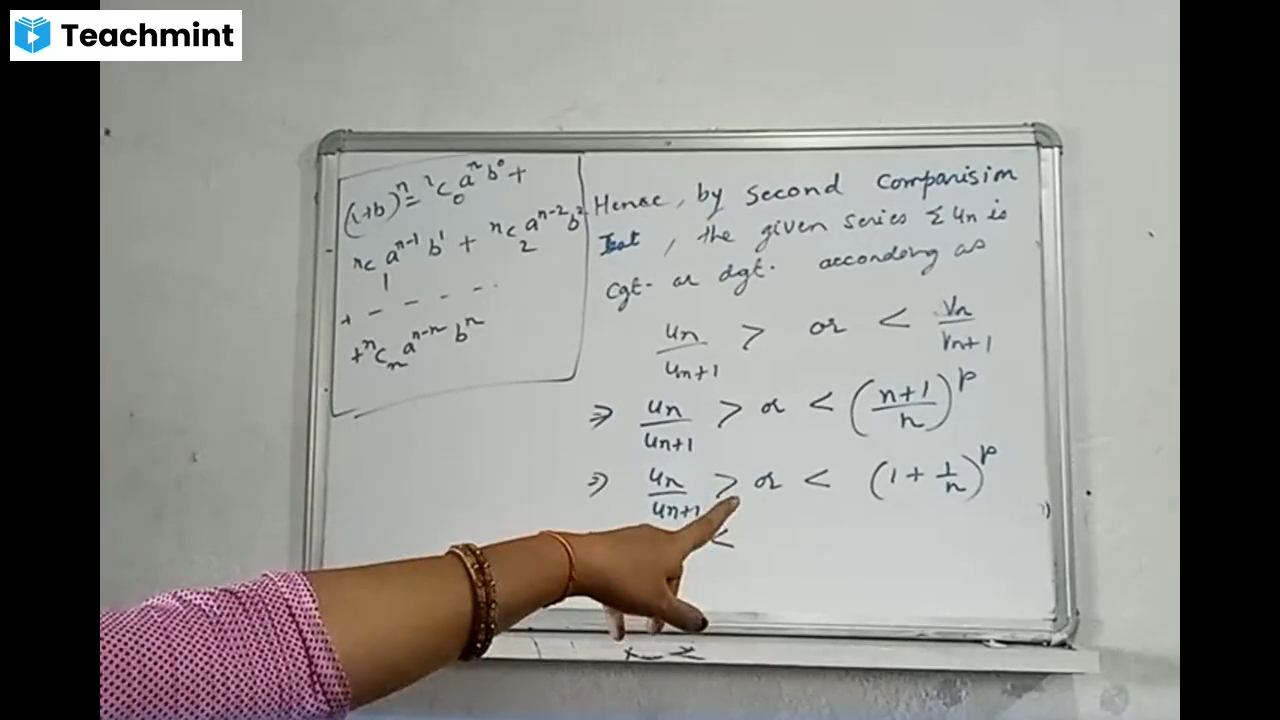 Teachmint
(a+b)ⁿ = ⁿC₀ aⁿ b⁰ +
ⁿC₁ aⁿ⁻¹ b¹ + ⁿC₂ aⁿ⁻² b²
+ - - - - .
+ ⁿCₙ aⁿ⁻ⁿ bⁿ
Hence, by second comparisim
Test, the given series Σ un is
cgt. or dgt. according as
un/un+1 > or < vn/vn+1
⇒ un/un+1 > or < (n+1/n)^p
⇒ un/un+1 > or < (1 + 1/n)^p
<